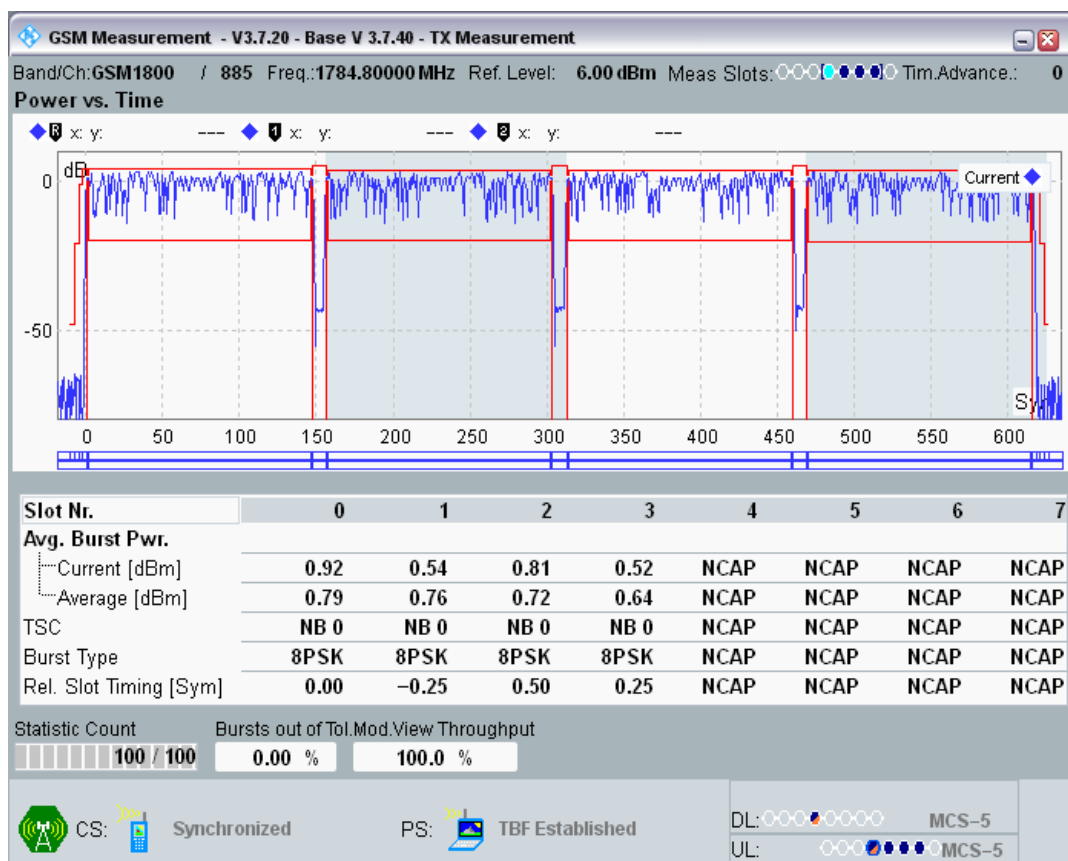 GSM Measurement - V3.7.20 - Base V 3.7.40 - TX Measurement
Band/Ch:GSM1800 / 885 Freq.:1784.80000 MHz Ref. Level: 6.00 dBm Meas Slots: Tim.Advance.: 0
Power vs. Time
R x: y: --- 1 x: y: --- 2 x: y: ---
dB
Current
0
-50
0 50 100 150 200 250 300 350 400 450 500 550 600
Slot Nr. 0 1 2 3 4 5 6 7
Avg. Burst Pwr.
Current [dBm] 0.92 0.54 0.81 0.52 NCAP NCAP NCAP NCAP
Average [dBm] 0.79 0.76 0.72 0.64 NCAP NCAP NCAP NCAP
TSC NB 0 NB 0 NB 0 NB 0 NCAP NCAP NCAP NCAP
Burst Type 8PSK 8PSK 8PSK 8PSK NCAP NCAP NCAP NCAP
Rel. Slot Timing [Sym] 0.00 −0.25 0.50 0.25 NCAP NCAP NCAP NCAP
Statistic Count Bursts out of Tol.Mod.View Throughput
100 / 100 0.00 % 100.0 %
CS: Synchronized PS: TBF Established
DL: MCS−5
UL: MCS−5